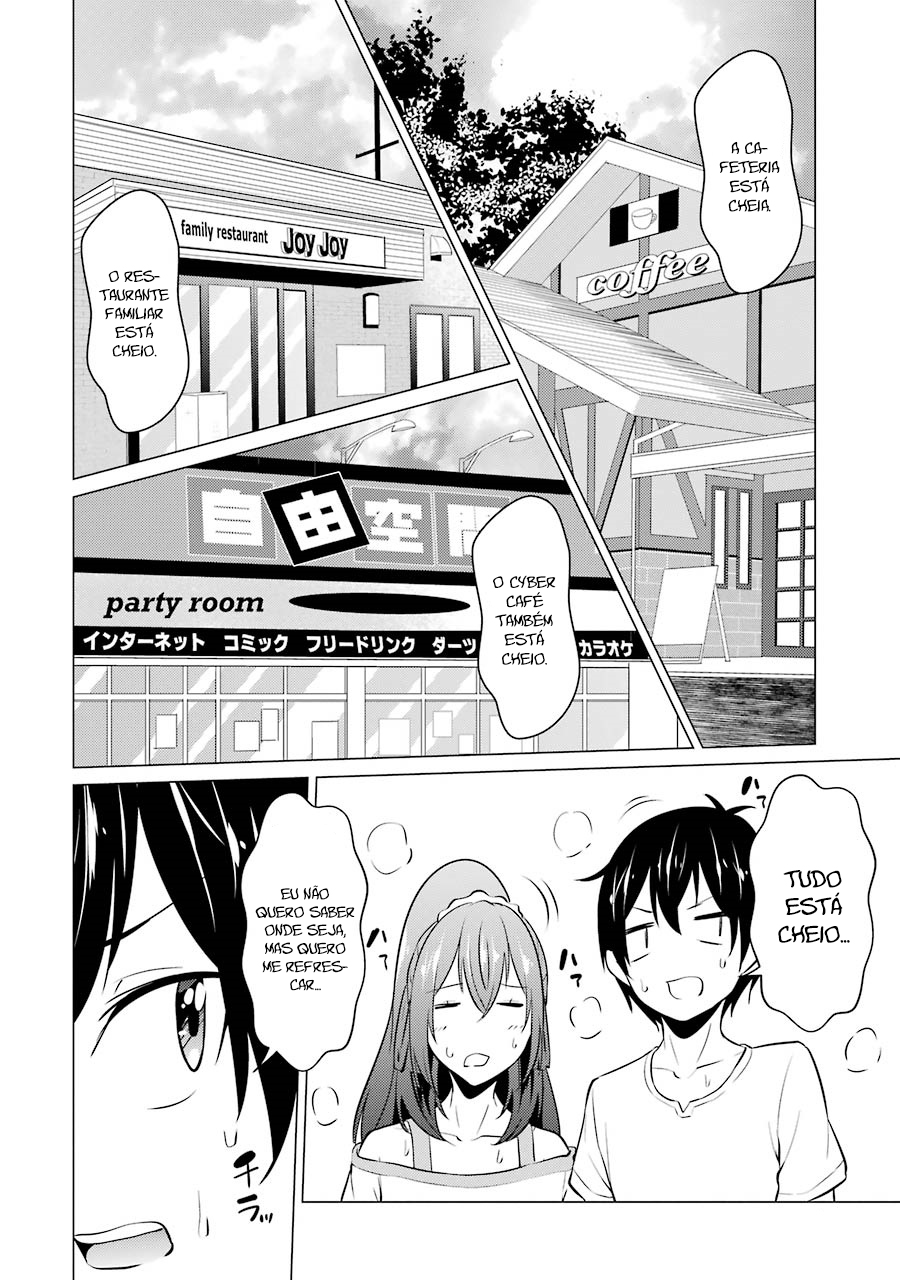 A CA-
FETERIA
ESTÁ
CHEIA.
coffee
family restaurant Joy Joy
O RES-
TAURANTE
FAMILIAR
ESTÁ
CHEIO.
自由空間
party room
インターネット コミック フリードリンク ダーツ カラオケ
O CYBER
CAFÉ
TAMBÉM
ESTÁ
CHEIO.
TUDO
ESTÁ
CHEIO...
ハァ
ハァ
ハァ
EU NÃO
QUERO SABER
ONDE SEJA,
MAS QUERO
ME REFRES-
CAR...
チラッ